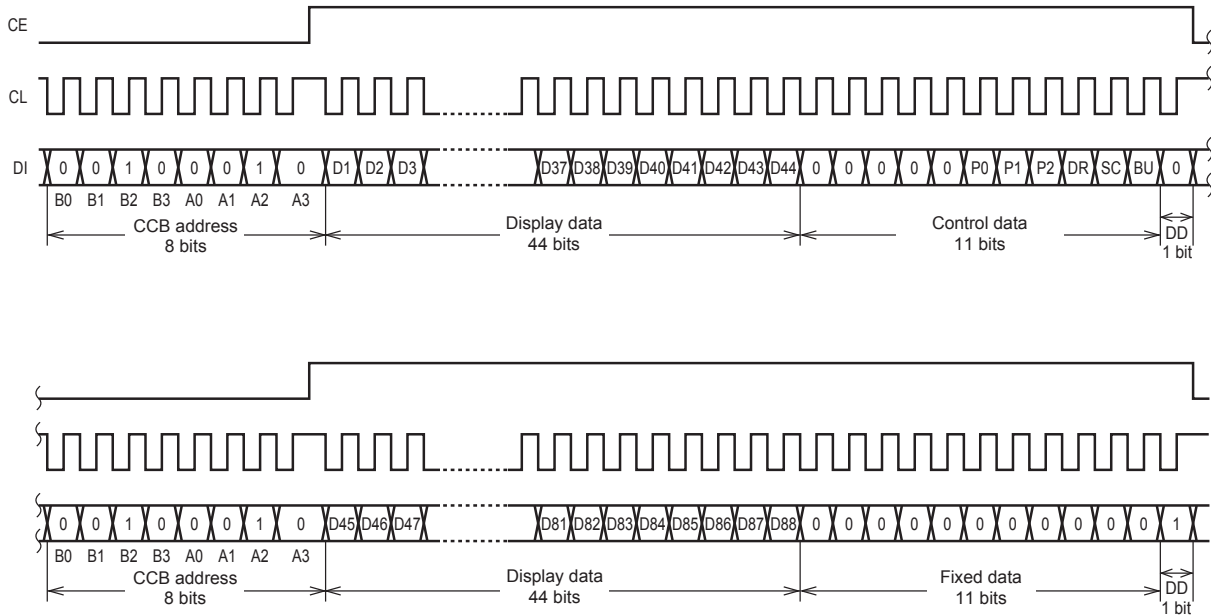 CE
CL
DI 0 0 1 0 0 0 1 0 D1 D2 D3 D37 D38 D39 D40 D41 D42 D43 D44 0 0 0 0 0 P0 P1 P2 DR SC BU 0
B0 B1 B2 B3 A0 A1 A2 A3
CCB address Display data Control data DD
8 bits 44 bits 11 bits 1 bit
0 0 1 0 0 0 1 0 D45 D46 D47 D81 D82 D83 D84 D85 D86 D87 D88 0 0 0 0 0 0 0 0 0 0 0 1
B0 B1 B2 B3 A0 A1 A2 A3
CCB address Display data Fixed data DD
8 bits 44 bits 11 bits 1 bit